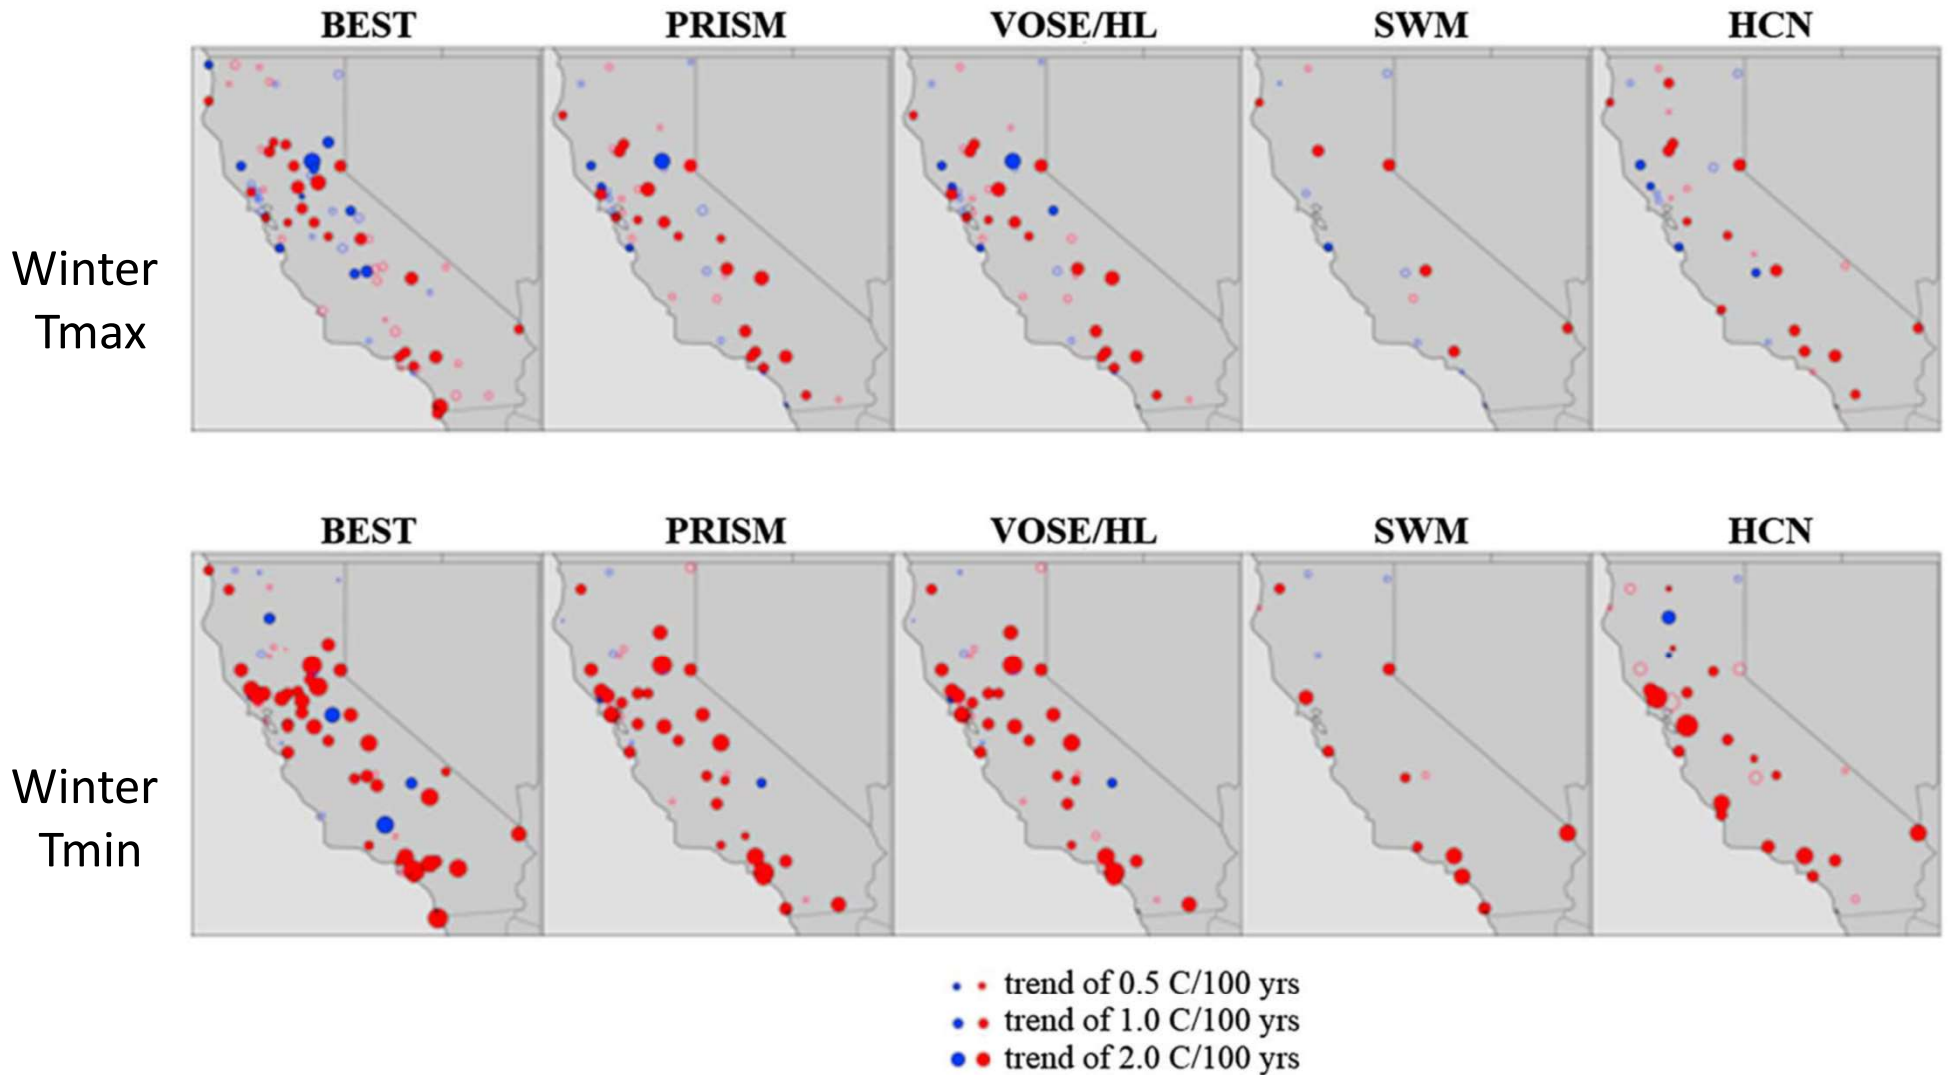 BEST PRISM VOSE/HL SWM HCN
Winter
Tmax
BEST PRISM VOSE/HL SWM HCN
Winter
Tmin
trend of 0.5 C/100 yrs
trend of 1.0 C/100 yrs
trend of 2.0 C/100 yrs